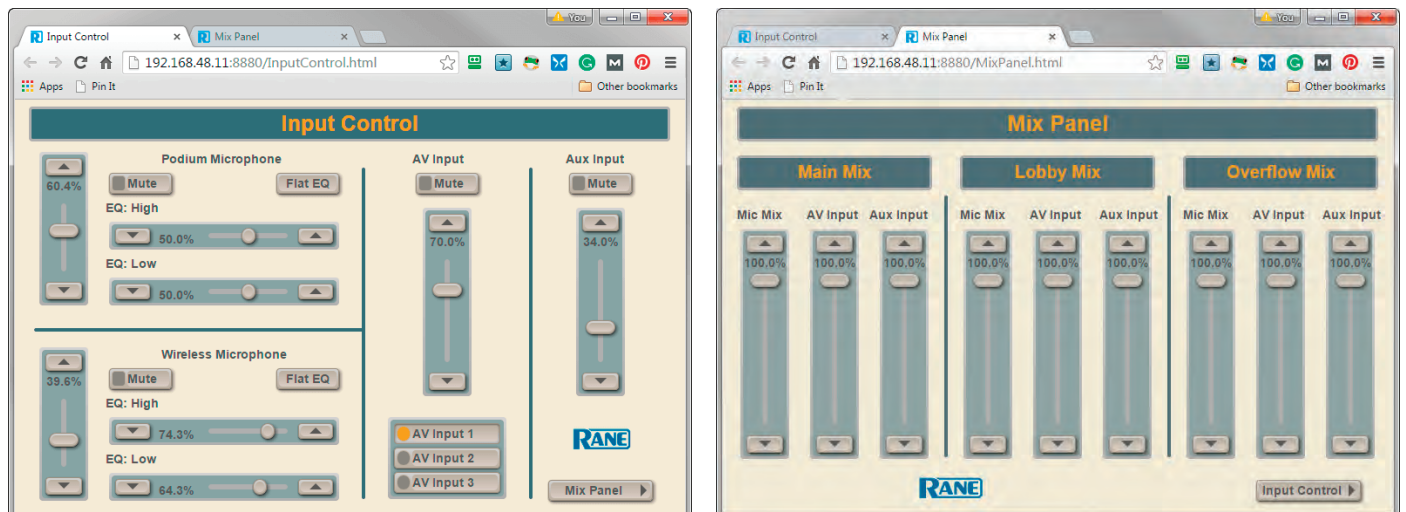 You
Input Control × Mix Panel ×
192.168.48.11:8880/InputControl.html
Apps Pin It Other bookmarks
Input Control
Podium Microphone
Mute Flat EQ
60.4%
EQ: High
50.0%
EQ: Low
50.0%
Wireless Microphone
Mute Flat EQ
39.6%
EQ: High
74.3%
EQ: Low
64.3%
AV Input
Mute
70.0%
AV Input 1
AV Input 2
AV Input 3
Aux Input
Mute
34.0%
RANE
Mix Panel
You
Input Control × Mix Panel ×
192.168.48.11:8880/MixPanel.html
Apps Pin It Other bookmarks
Mix Panel
Main Mix Lobby Mix Overflow Mix
Mic Mix AV Input Aux Input Mic Mix AV Input Aux Input Mic Mix AV Input Aux Input
100.0% 100.0% 100.0% 100.0% 100.0% 100.0% 100.0% 100.0% 100.0%
RANE
Input Control